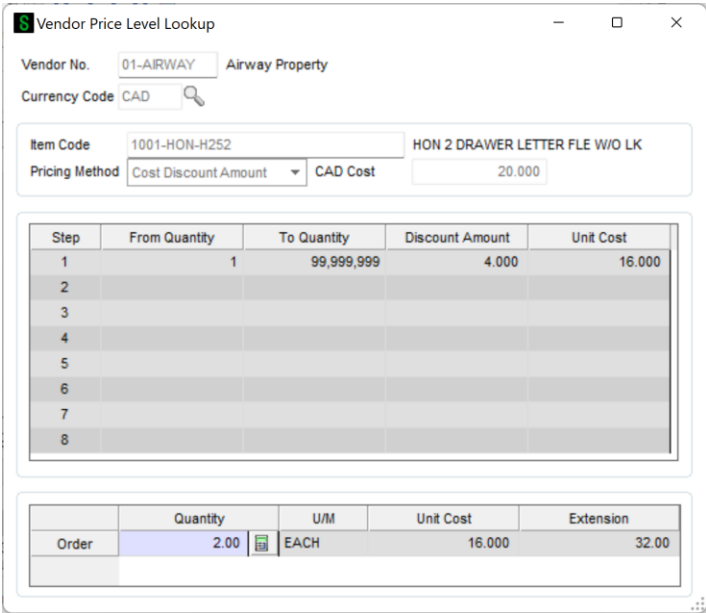 S Vendor Price Level Lookup
Vendor No. 01-AIRWAY Airway Property
Currency Code CAD
Item Code 1001-HON-H252 HON 2 DRAWER LETTER FLE W/O LK
Pricing Method Cost Discount Amount CAD Cost 20.000
Step From Quantity To Quantity Discount Amount Unit Cost
1 1 99,999,999 4.000 16.000
2
3
4
5
6
7
8
Quantity U/M Unit Cost Extension
Order 2.00 EACH 16.000 32.00